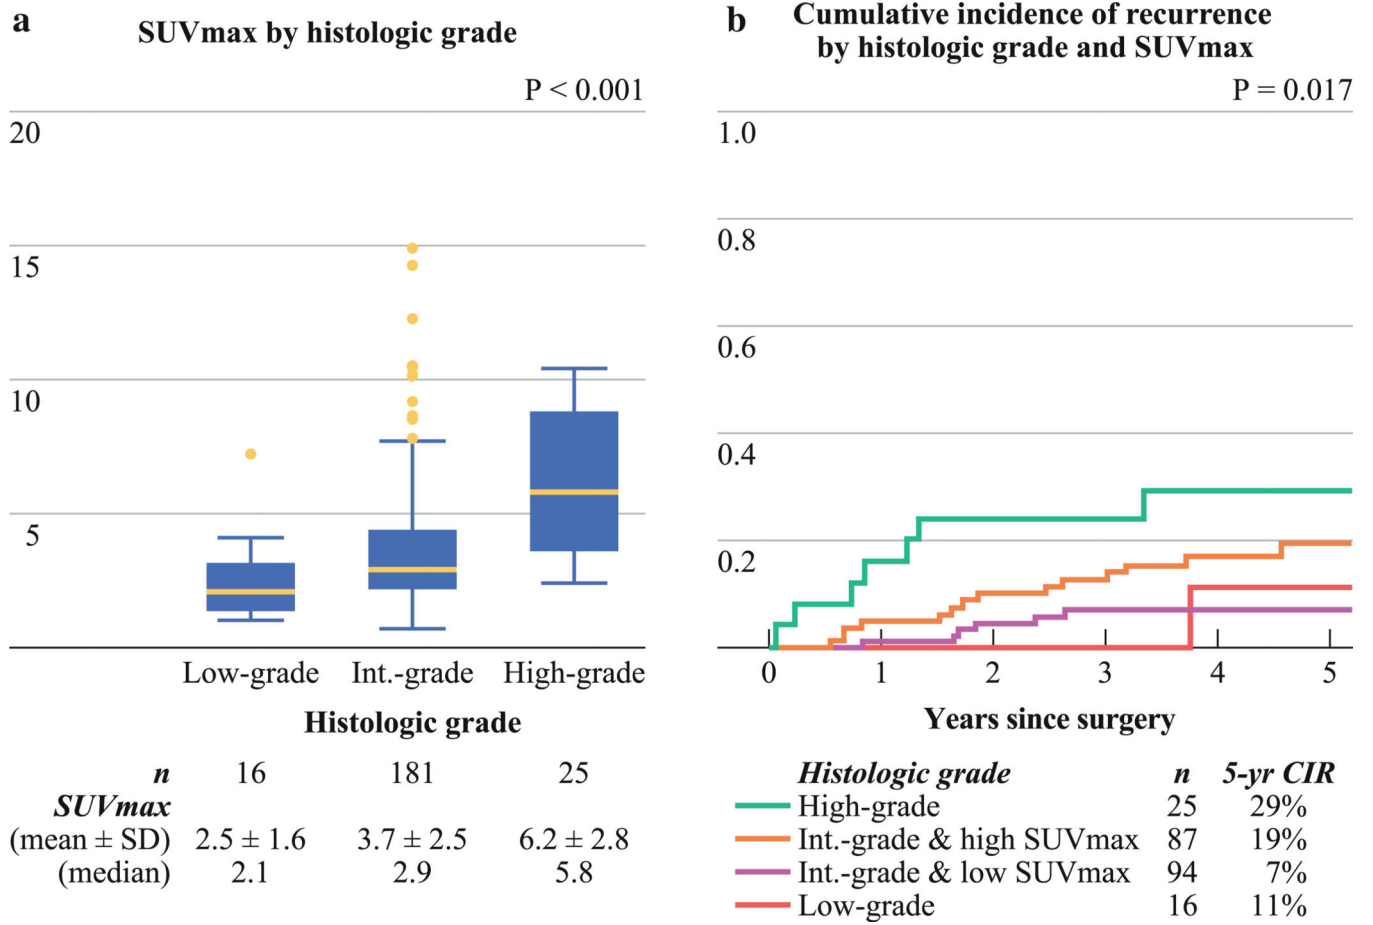 a
SUVmax by histologic grade
P < 0.001
20
15
10
5
Low-grade Int.-grade High-grade
Histologic grade
n 16 181 25
SUVmax
(mean ± SD) 2.5 ± 1.6 3.7 ± 2.5 6.2 ± 2.8
(median) 2.1 2.9 5.8
b
Cumulative incidence of recurrence
by histologic grade and SUVmax
P = 0.017
1.0
0.8
0.6
0.4
0.2
0 1 2 3 4 5
Years since surgery
Histologic grade n 5-yr CIR
High-grade 25 29%
Int.-grade & high SUVmax 87 19%
Int.-grade & low SUVmax 94 7%
Low-grade 16 11%